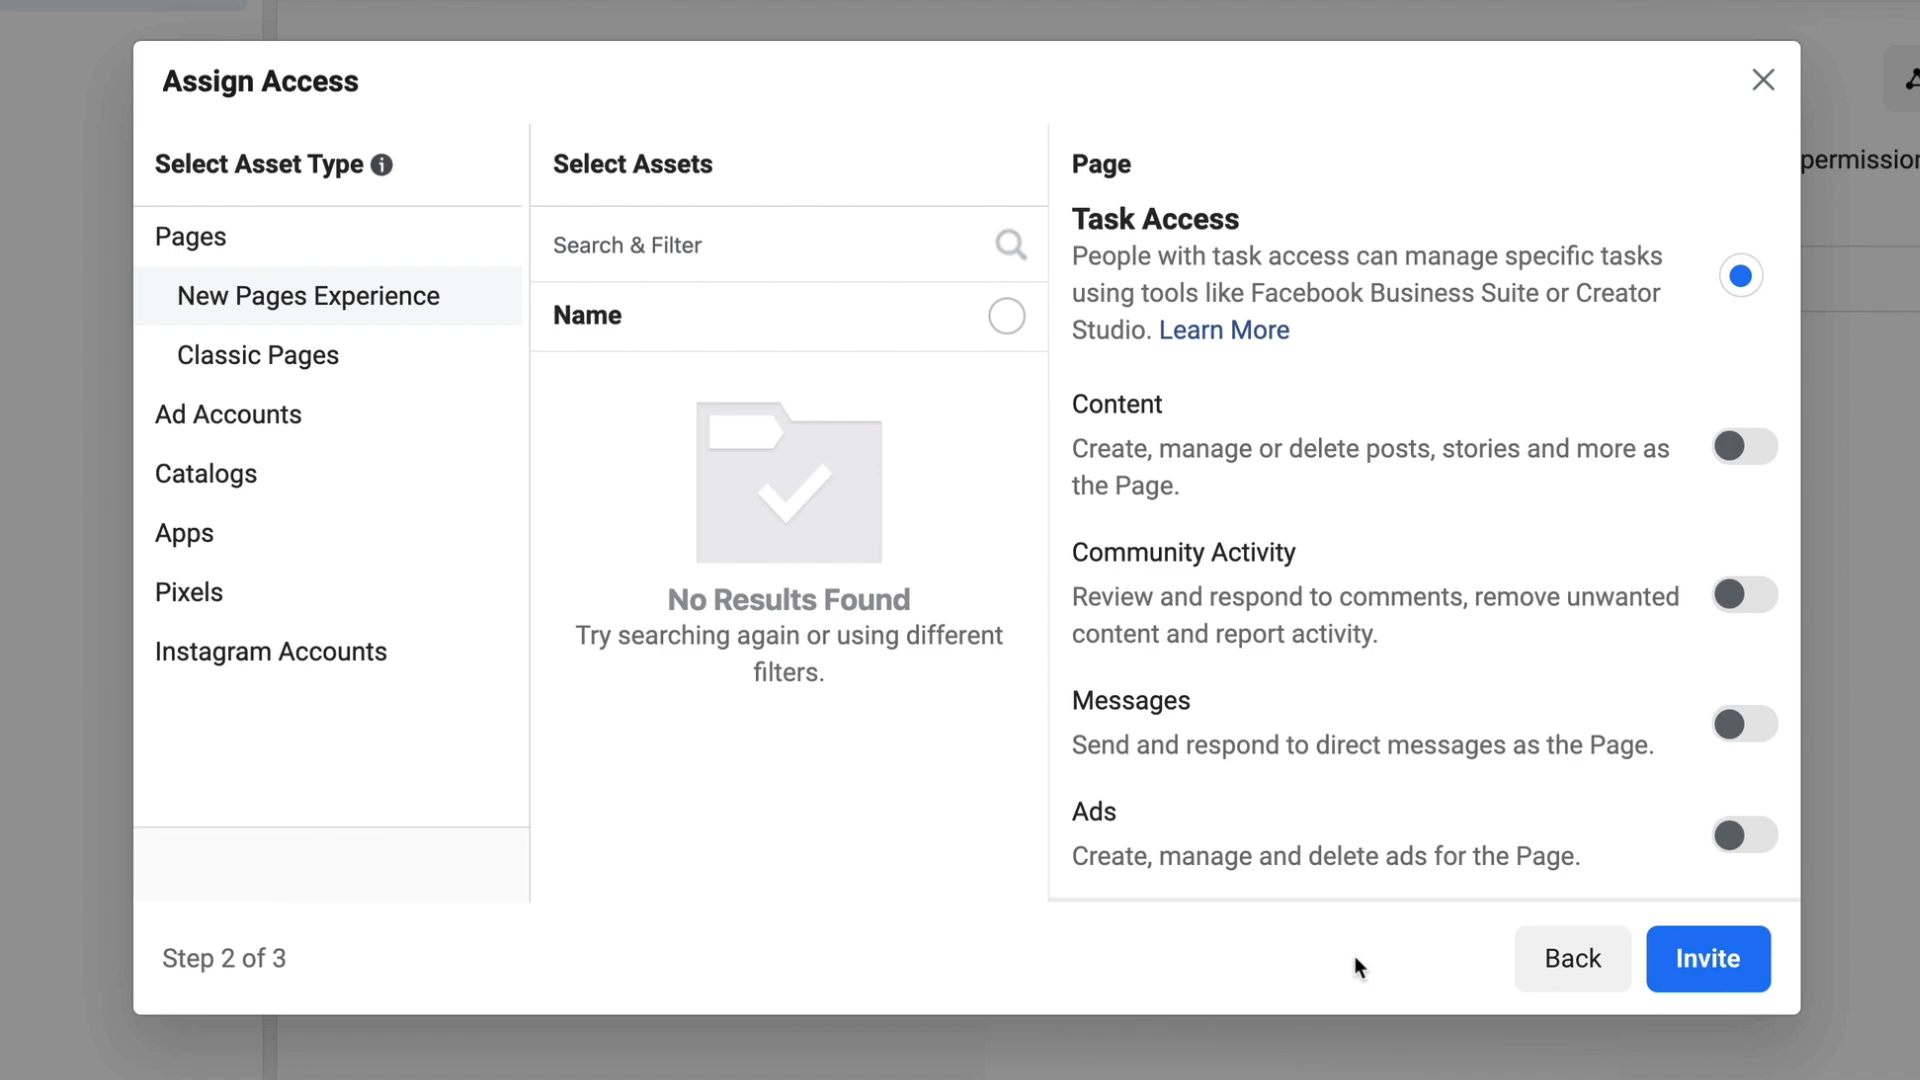 Assign Access
permission
Select Asset Type
Select Assets
Page
Pages
New Pages Experience
Classic Pages
Ad Accounts
Catalogs
Apps
Pixels
Instagram Accounts
Search & Filter
Name
No Results Found
Try searching again or using different
filters.
Task Access
People with task access can manage specific tasks
using tools like Facebook Business Suite or Creator
Studio. Learn More
Content
Create, manage or delete posts, stories and more as
the Page.
Community Activity
Review and respond to comments, remove unwanted
content and report activity.
Messages
Send and respond to direct messages as the Page.
Ads
Create, manage and delete ads for the Page.
Step 2 of 3
Back
Invite